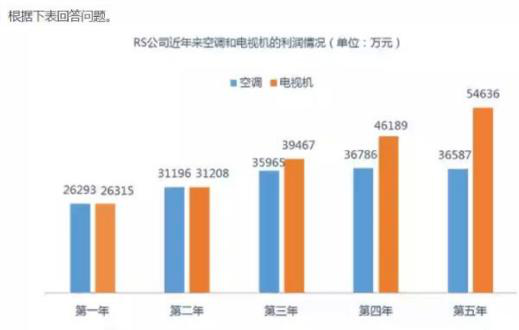 根据下表回答问题。
RS公司近年来空调和电视机的利润情况（单位：万元）
空调 电视机
26293 26315
31196 31208
35965 39467
36786 46189
36587 54636
第一年 第二年 第三年 第四年 第五年